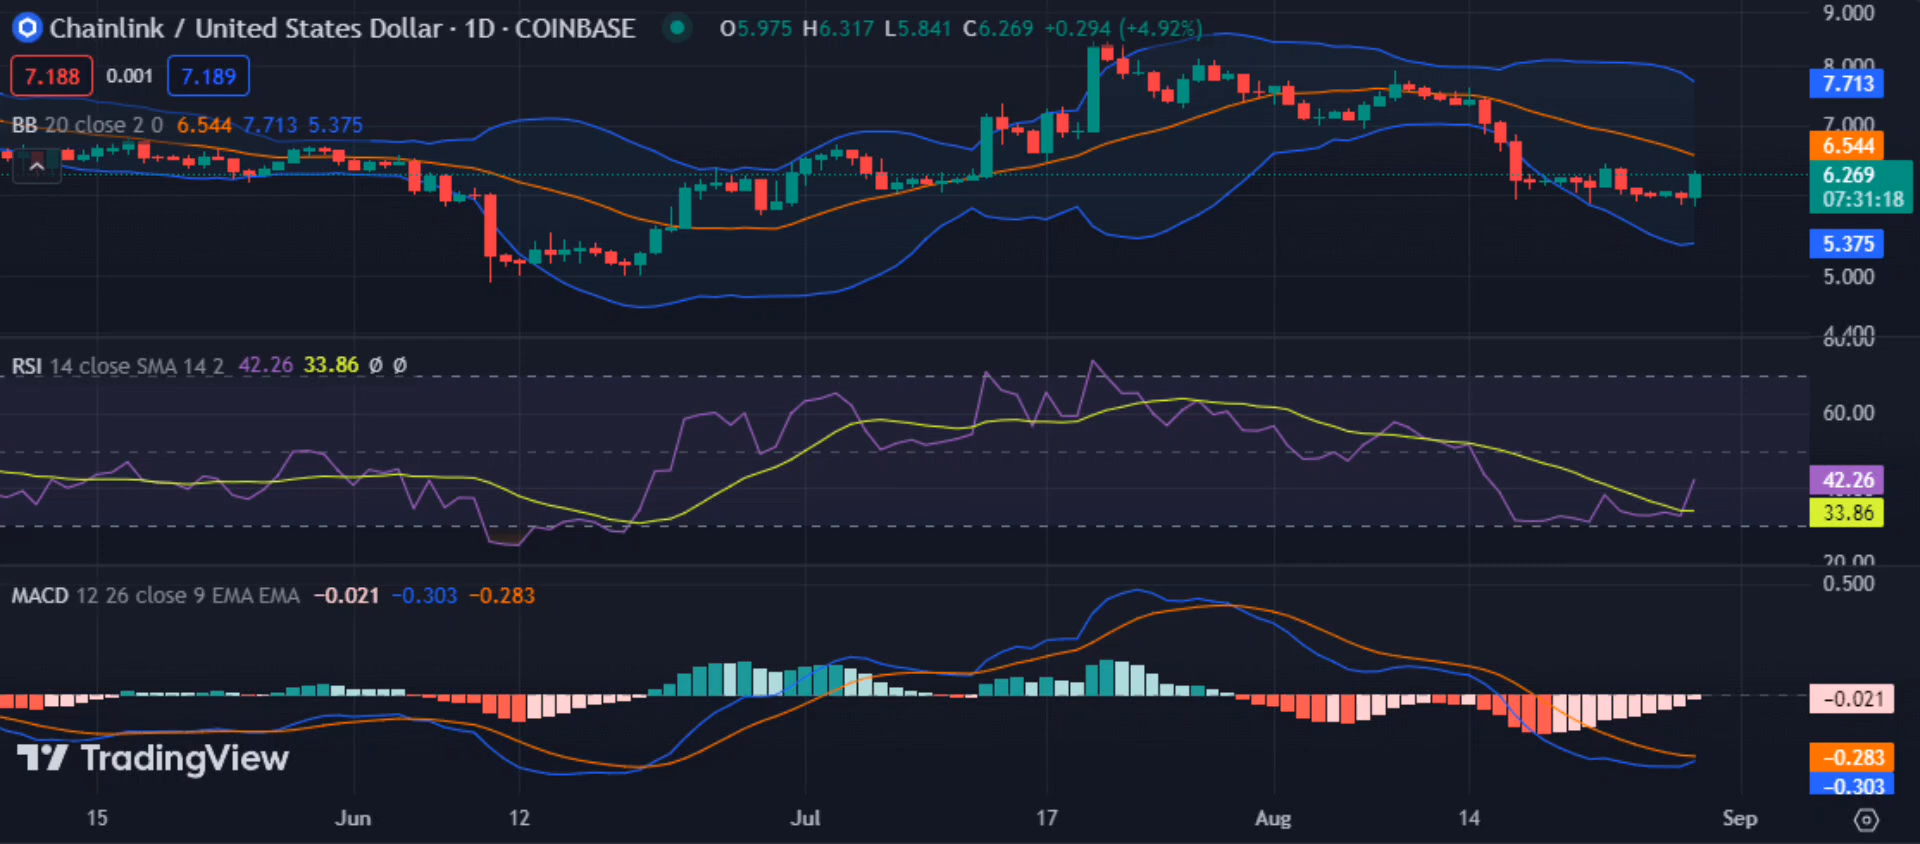 Chainlink / United States Dollar · 1D · COINBASE O5.975 H6.317 L5.841 C6.269 +0.294 (+4.92%)
7.188 0.001 7.189
BB 20 close 2 0 6.544 7.713 5.375
9.000
8.000
7.713
7.000
6.544
6.269
07:31:18
5.375
5.000
4.400
RSI 14 close SMA 14 2 42.26 33.86 Ø Ø
80.00
60.00
42.26
33.86
20.00
MACD 12 26 close 9 EMA EMA −0.021 −0.303 −0.283
0.500
−0.021
−0.283
−0.303
TradingView
15 Jun 12 Jul 17 Aug 14 Sep